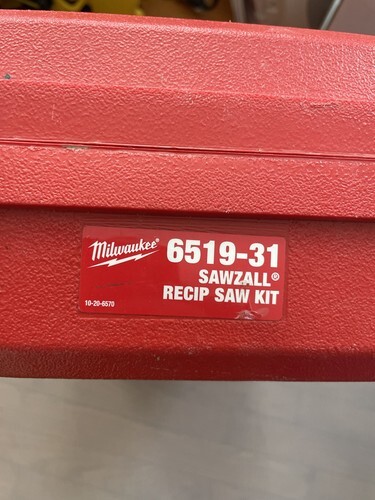 Milwaukee®
6519-31
SAWZALL®
RECIP SAW KIT
10-20-6570